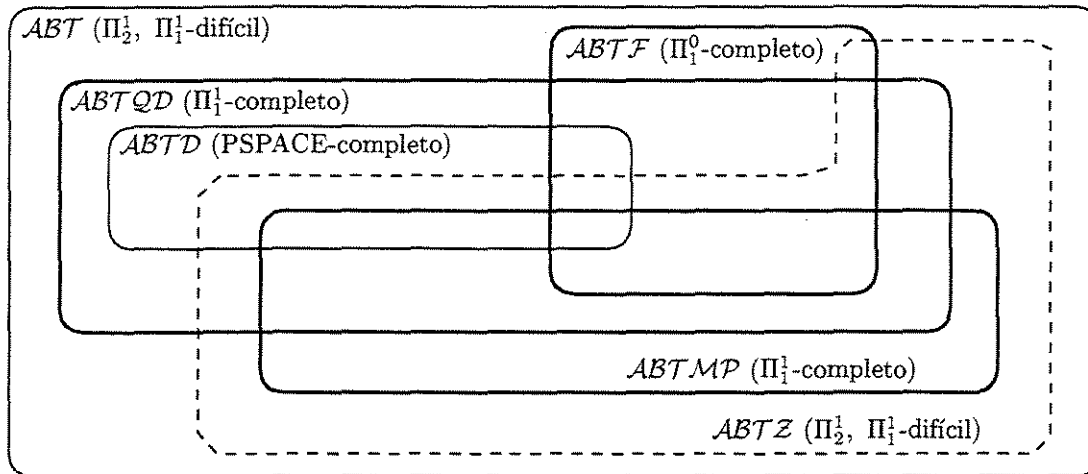 𝒜ℬ𝒯 (Π¹₂, Π¹₁-difícil)
𝒜ℬ𝒯ℱ (Π⁰₁-completo)
𝒜ℬ𝒯𝒬𝒟 (Π¹₁-completo)
𝒜ℬ𝒯𝒟 (PSPACE-completo)
𝒜ℬ𝒯ℳ𝒫 (Π¹₁-completo)
𝒜ℬ𝒯𝒵 (Π¹₂, Π¹₁-difícil)